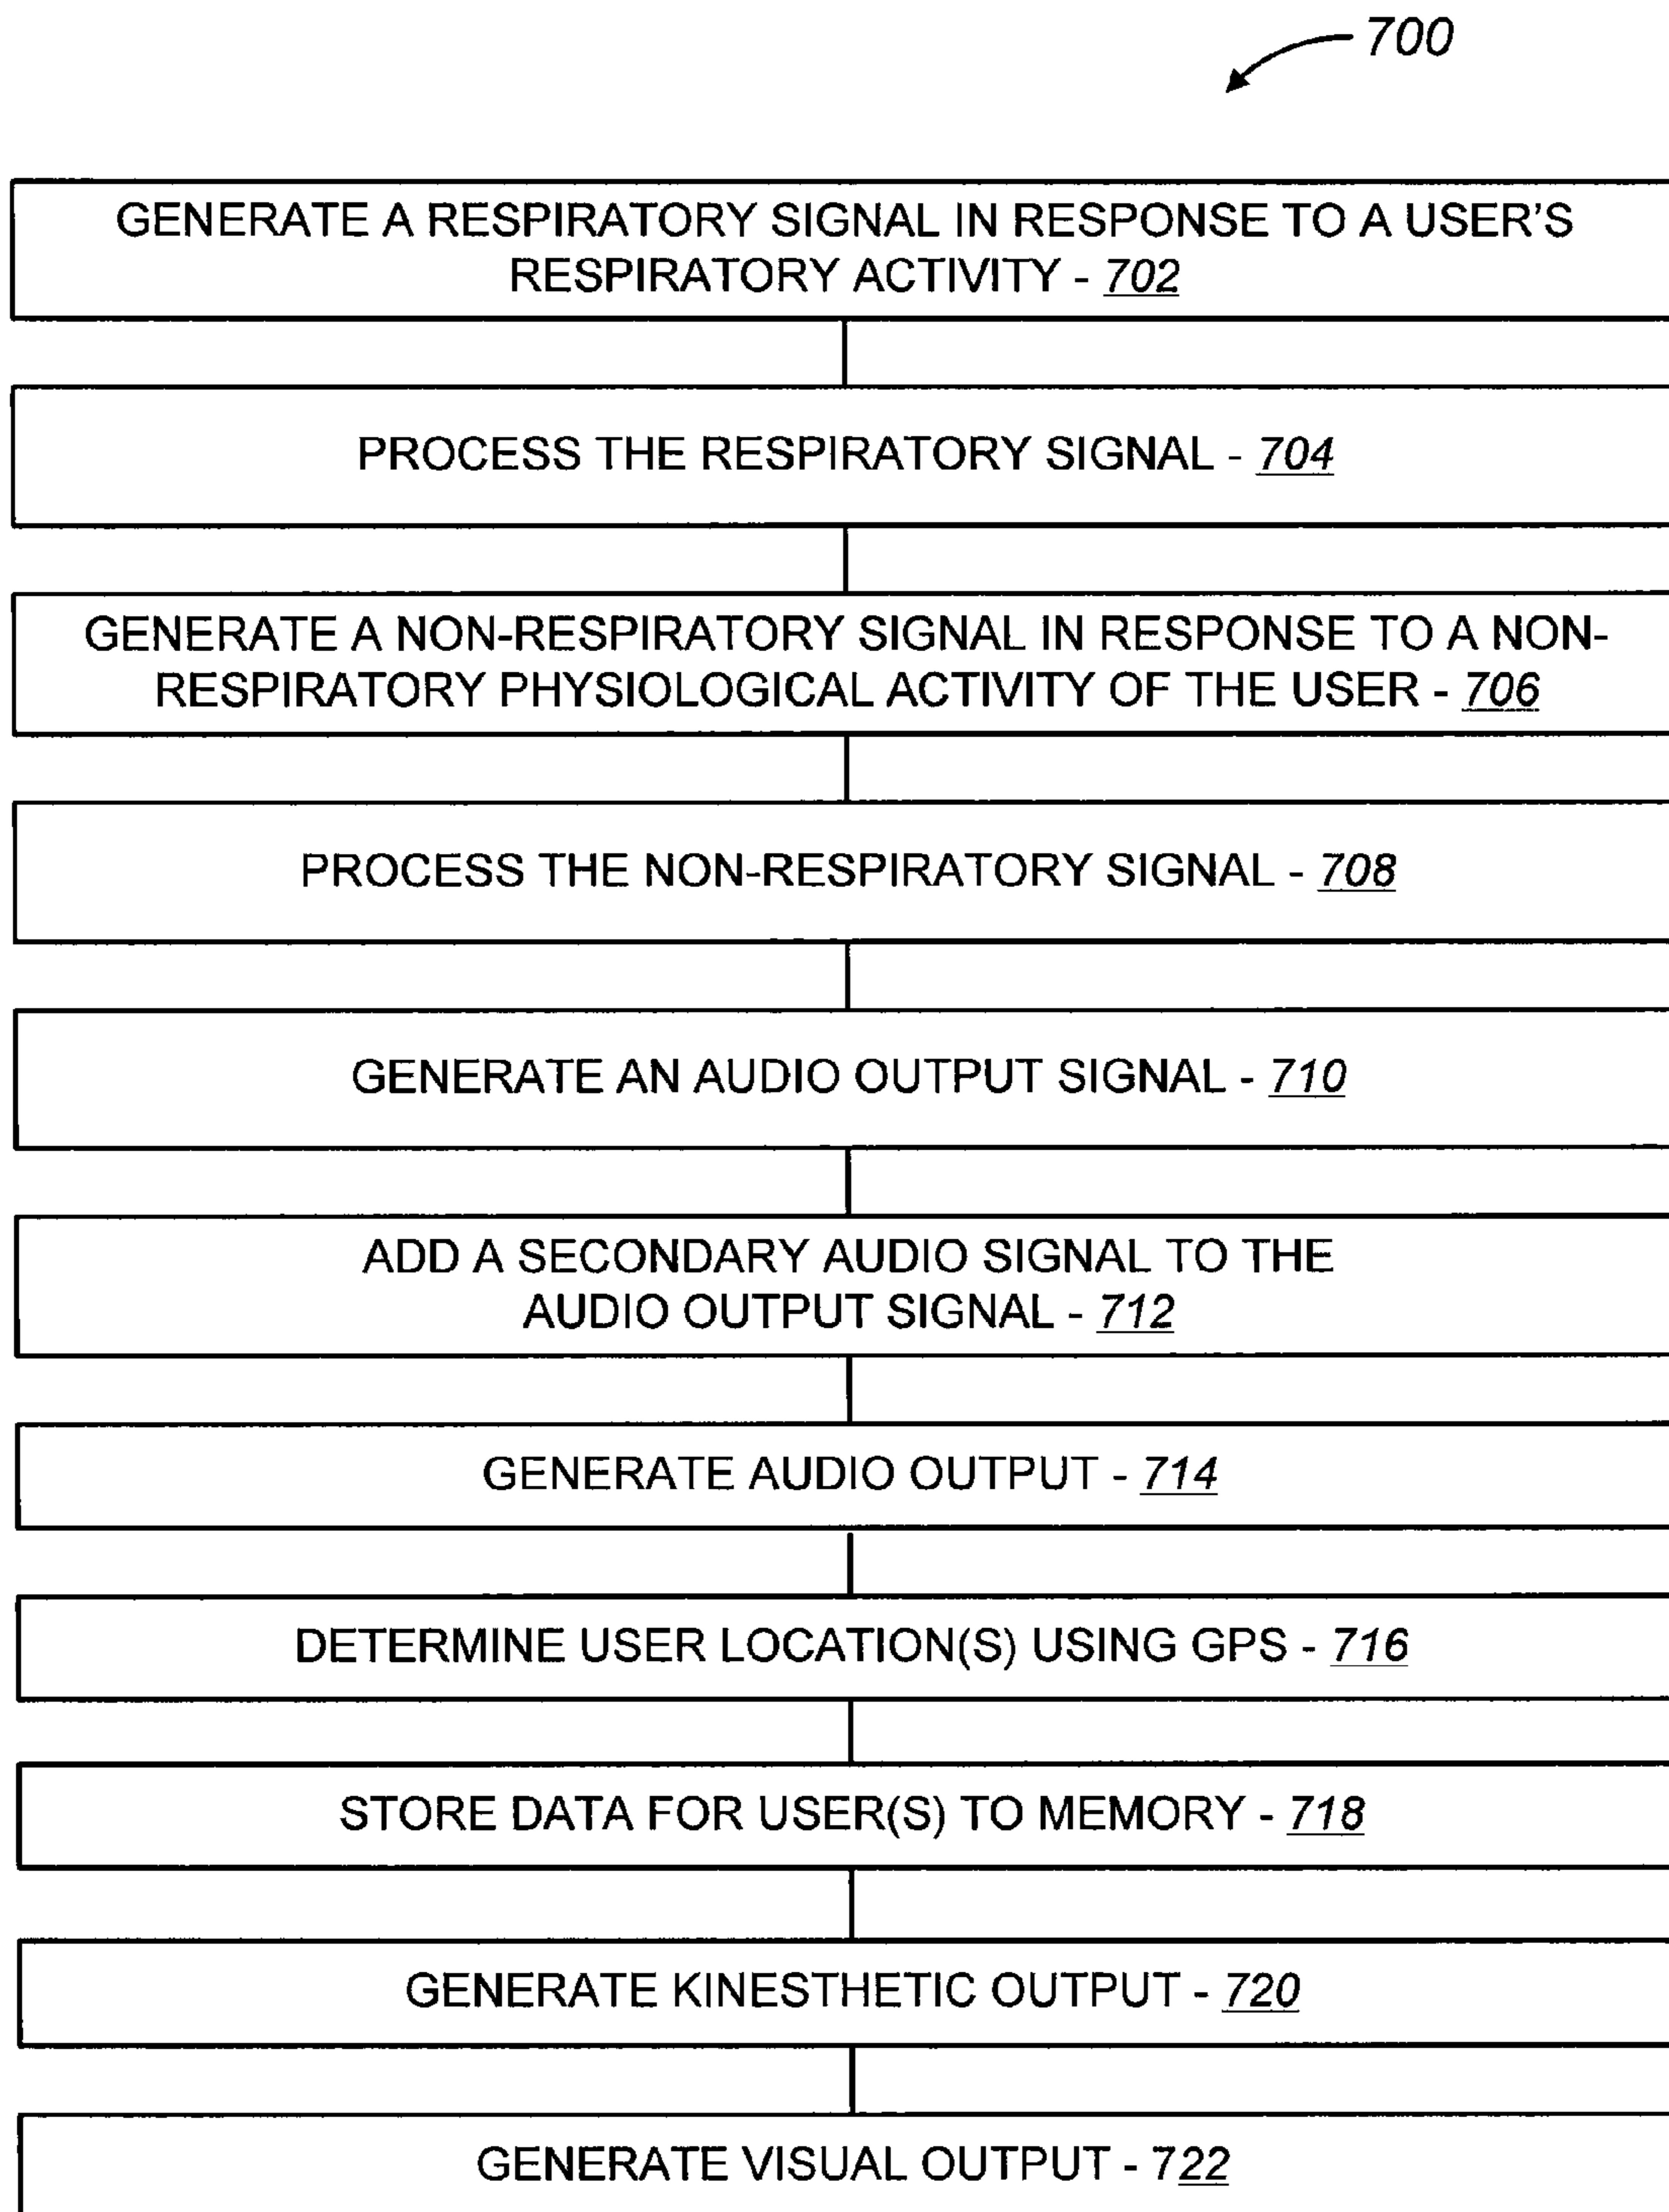 700
GENERATE A RESPIRATORY SIGNAL IN RESPONSE TO A USER'S
RESPIRATORY ACTIVITY - 702
PROCESS THE RESPIRATORY SIGNAL - 704
GENERATE A NON-RESPIRATORY SIGNAL IN RESPONSE TO A NON-
RESPIRATORY PHYSIOLOGICAL ACTIVITY OF THE USER - 706
PROCESS THE NON-RESPIRATORY SIGNAL - 708
GENERATE AN AUDIO OUTPUT SIGNAL - 710
ADD A SECONDARY AUDIO SIGNAL TO THE
AUDIO OUTPUT SIGNAL - 712
GENERATE AUDIO OUTPUT - 714
DETERMINE USER LOCATION(S) USING GPS - 716
STORE DATA FOR USER(S) TO MEMORY - 718
GENERATE KINESTHETIC OUTPUT - 720
GENERATE VISUAL OUTPUT - 722